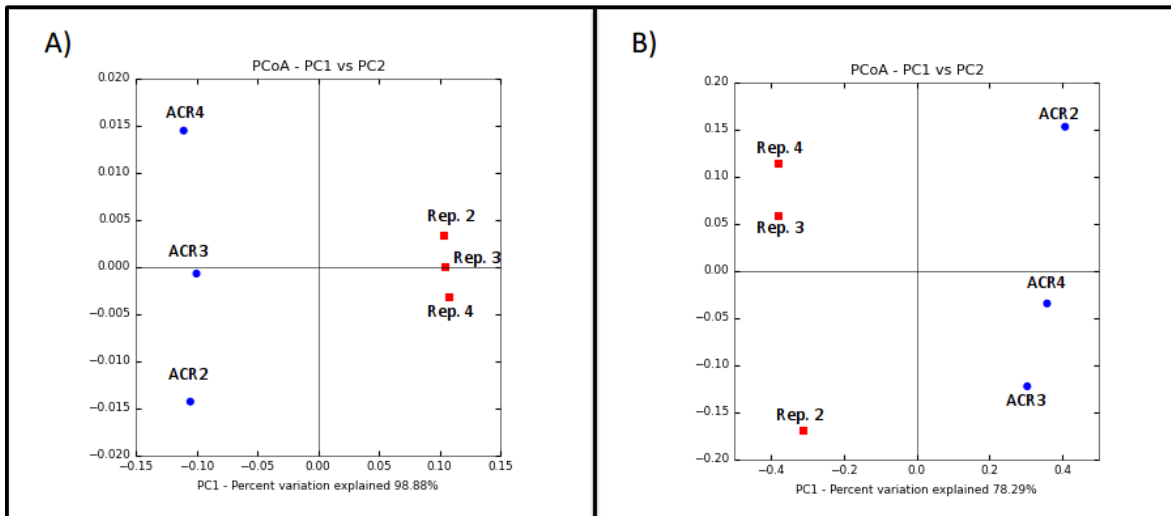 A)
PCoA - PC1 vs PC2
0.020
0.015
0.010
0.005
0.000
−0.005
−0.010
−0.015
−0.020
ACR4
ACR3
ACR2
Rep. 2
Rep. 3
Rep. 4
−0.15 −0.10 −0.05 0.00 0.05 0.10 0.15
PC1 - Percent variation explained 98.88%
B)
PCoA - PC1 vs PC2
0.20
0.15
0.10
0.05
0.00
−0.05
−0.10
−0.15
−0.20
ACR2
Rep. 4
Rep. 3
ACR4
ACR3
Rep. 2
−0.4 −0.2 0.0 0.2 0.4
PC1 - Percent variation explained 78.29%